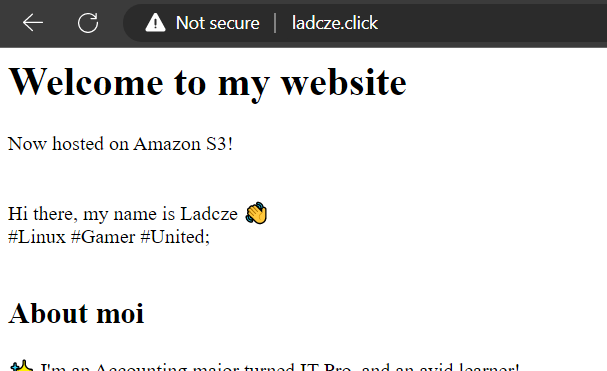 Not secure | ladcze.click
Welcome to my website
Now hosted on Amazon S3!
Hi there, my name is Ladcze 👋
#Linux #Gamer #United;
About moi
✨ I'm an Accounting major turned IT Pro, and an avid learner!